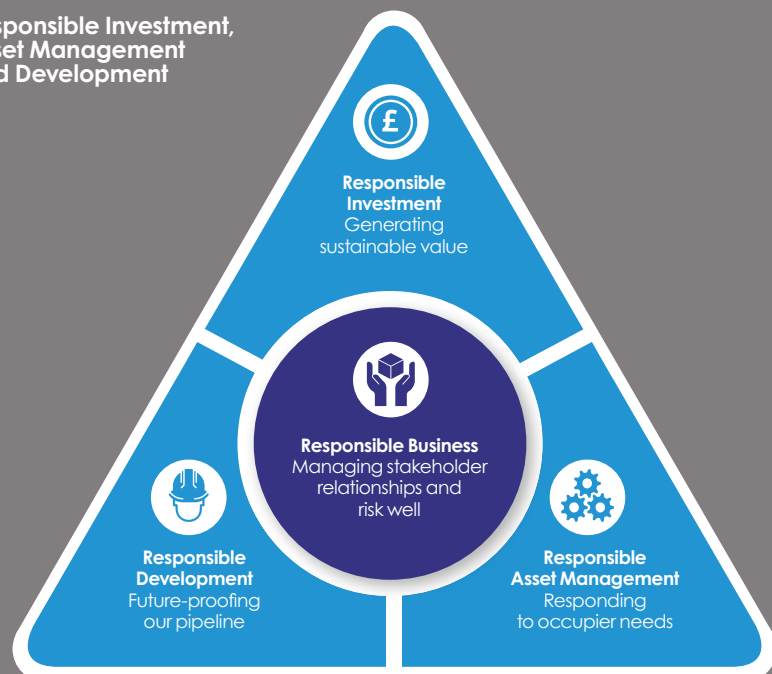 sponsible Investment,
set Management
d Development
£
Responsible
Investment
Generating
sustainable value
Responsible Business
Managing stakeholder
relationships and
risk well
Responsible
Development
Future-proofing
our pipeline
Responsible
Asset Management
Responding
to occupier needs